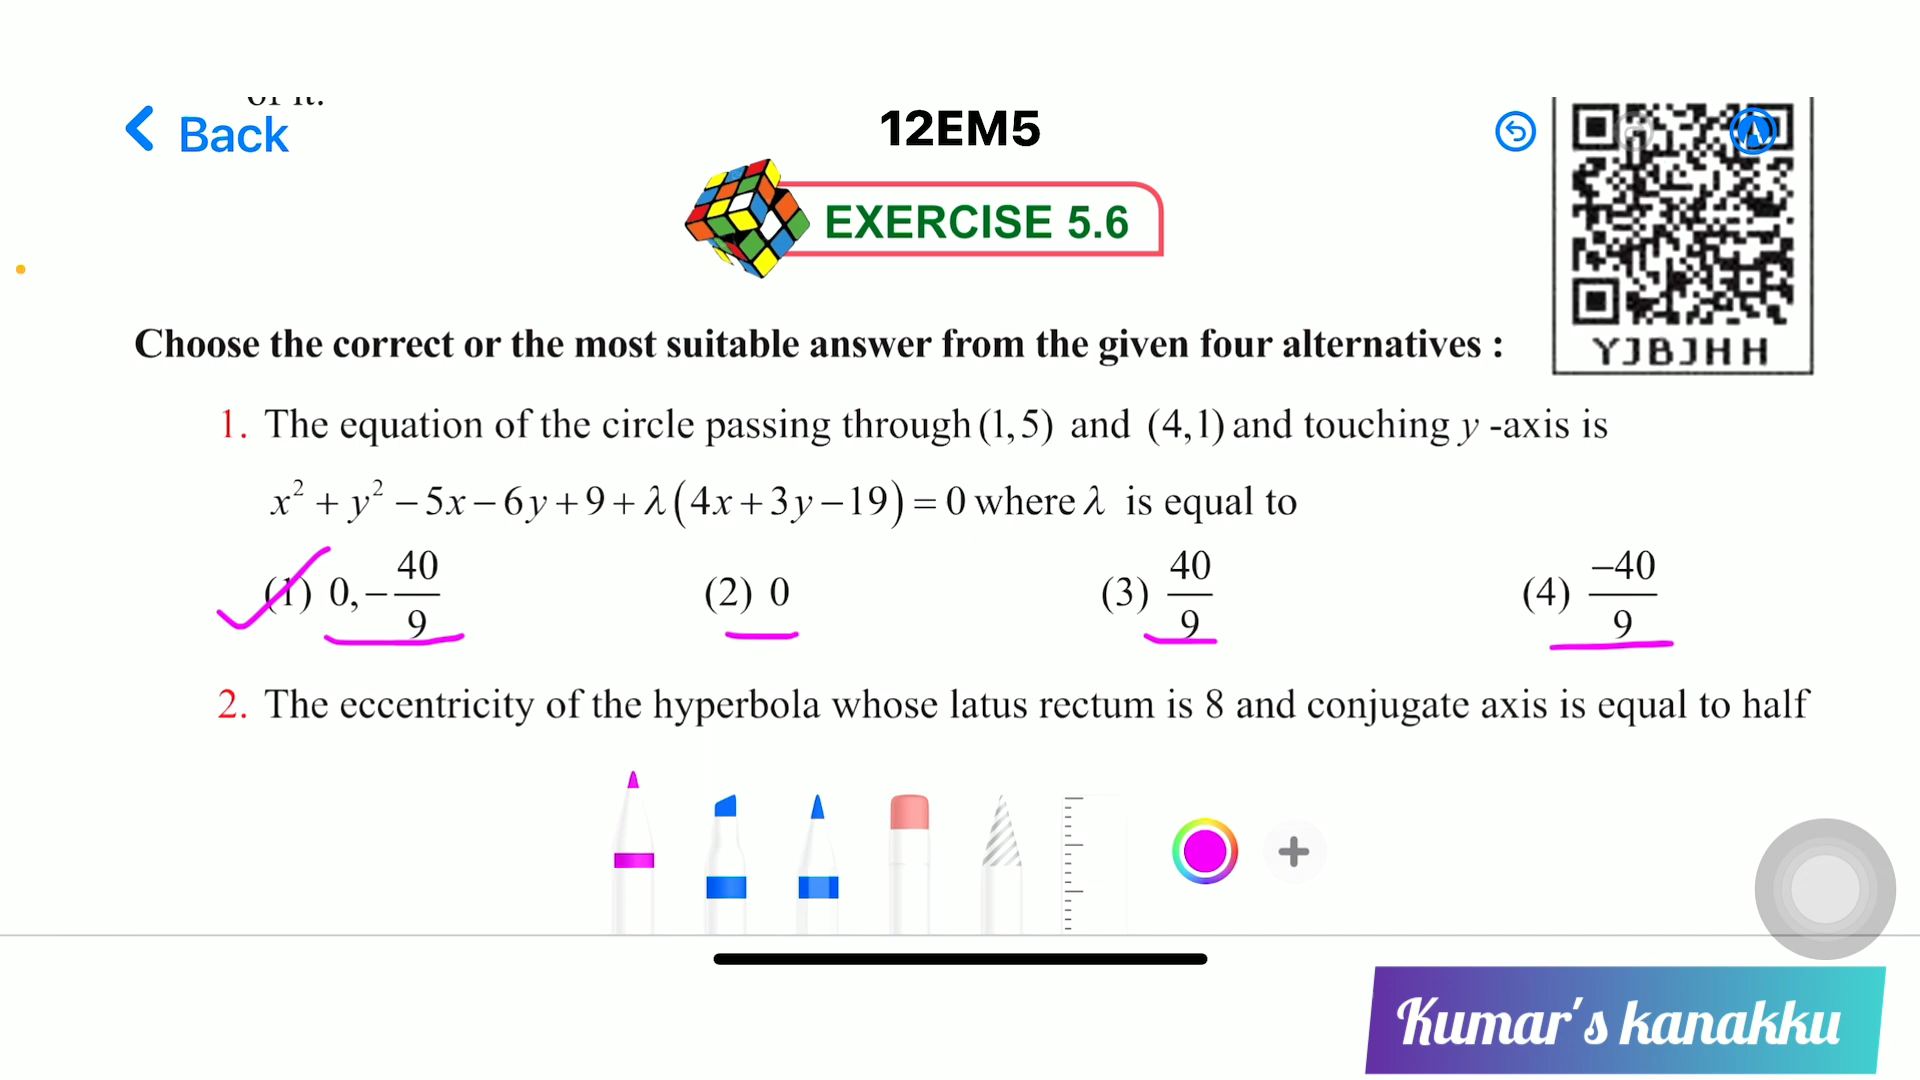 Back
12EM5
EXERCISE 5.6
YJBJHH
Choose the correct or the most suitable answer from the given four alternatives :
1. The equation of the circle passing through (1,5) and (4,1) and touching y -axis is
x² + y² − 5x − 6y + 9 + λ(4x + 3y − 19) = 0 where λ is equal to
(1) 0, −40/9 (2) 0 (3) 40/9 (4) −40/9
2. The eccentricity of the hyperbola whose latus rectum is 8 and conjugate axis is equal to half
Kumar's kanakku